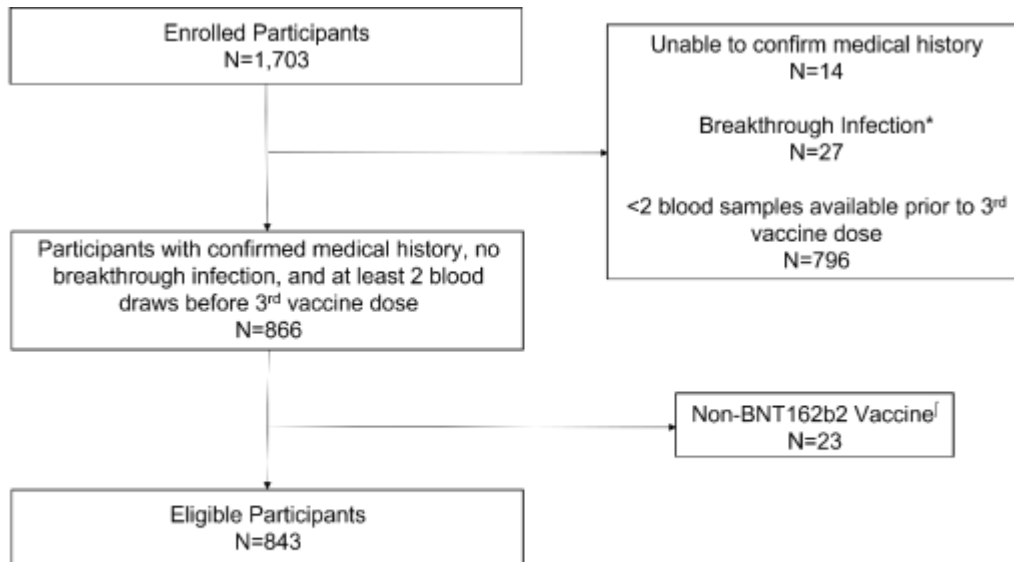 Enrolled Participants
N=1,703
Unable to confirm medical history
N=14
Breakthrough Infection*
N=27
<2 blood samples available prior to 3rd
vaccine dose
N=796
Participants with confirmed medical history, no
breakthrough infection, and at least 2 blood
draws before 3rd vaccine dose
N=866
Non-BNT162b2 Vaccine⌠
N=23
Eligible Participants
N=843